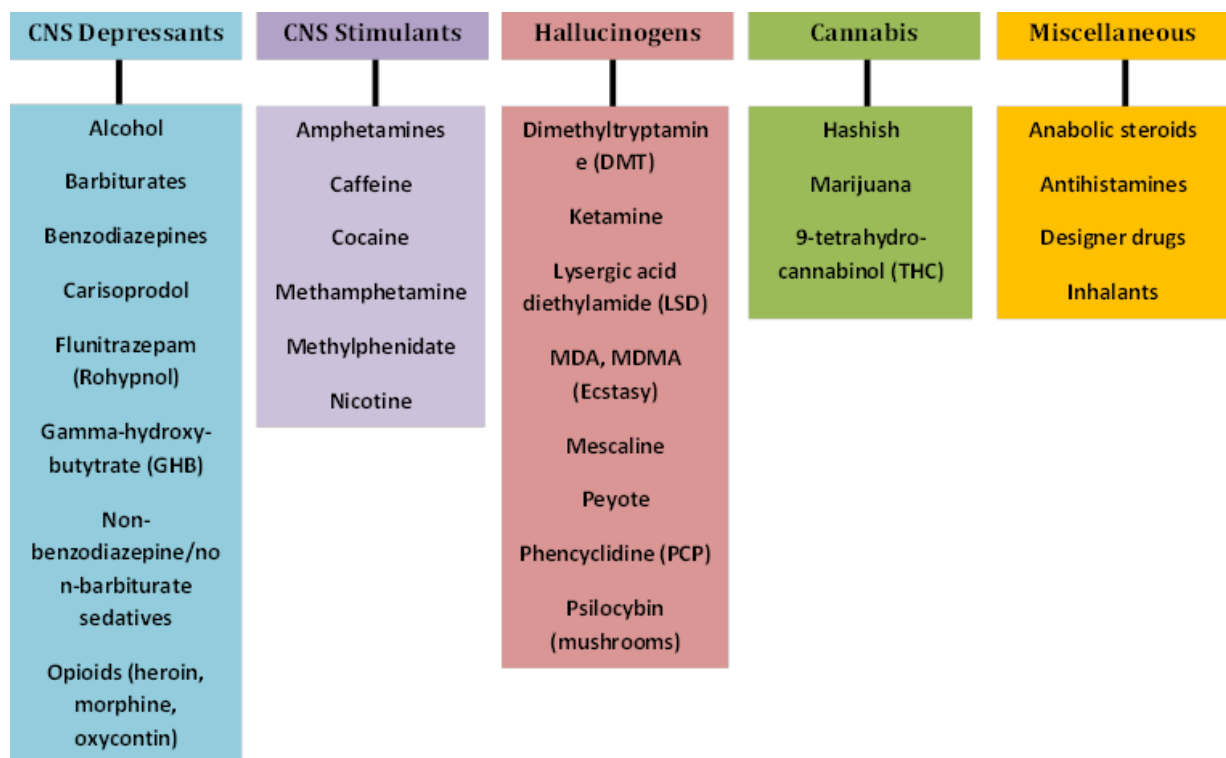 CNS Depressants
Alcohol
Barbiturates
Benzodiazepines
Carisoprodol
Flunitrazepam
(Rohypnol)
Gamma-hydroxy-
butytrate (GHB)
Non-
benzodiazepine/no
n-barbiturate
sedatives
Opioids (heroin,
morphine,
oxycontin)
CNS Stimulants
Amphetamines
Caffeine
Cocaine
Methamphetamine
Methylphenidate
Nicotine
Hallucinogens
Dimethyltryptamin
e (DMT)
Ketamine
Lysergic acid
diethylamide (LSD)
MDA, MDMA
(Ecstasy)
Mescaline
Peyote
Phencyclidine (PCP)
Psilocybin
(mushrooms)
Cannabis
Hashish
Marijuana
9-tetrahydro-
cannabinol (THC)
Miscellaneous
Anabolic steroids
Antihistamines
Designer drugs
Inhalants